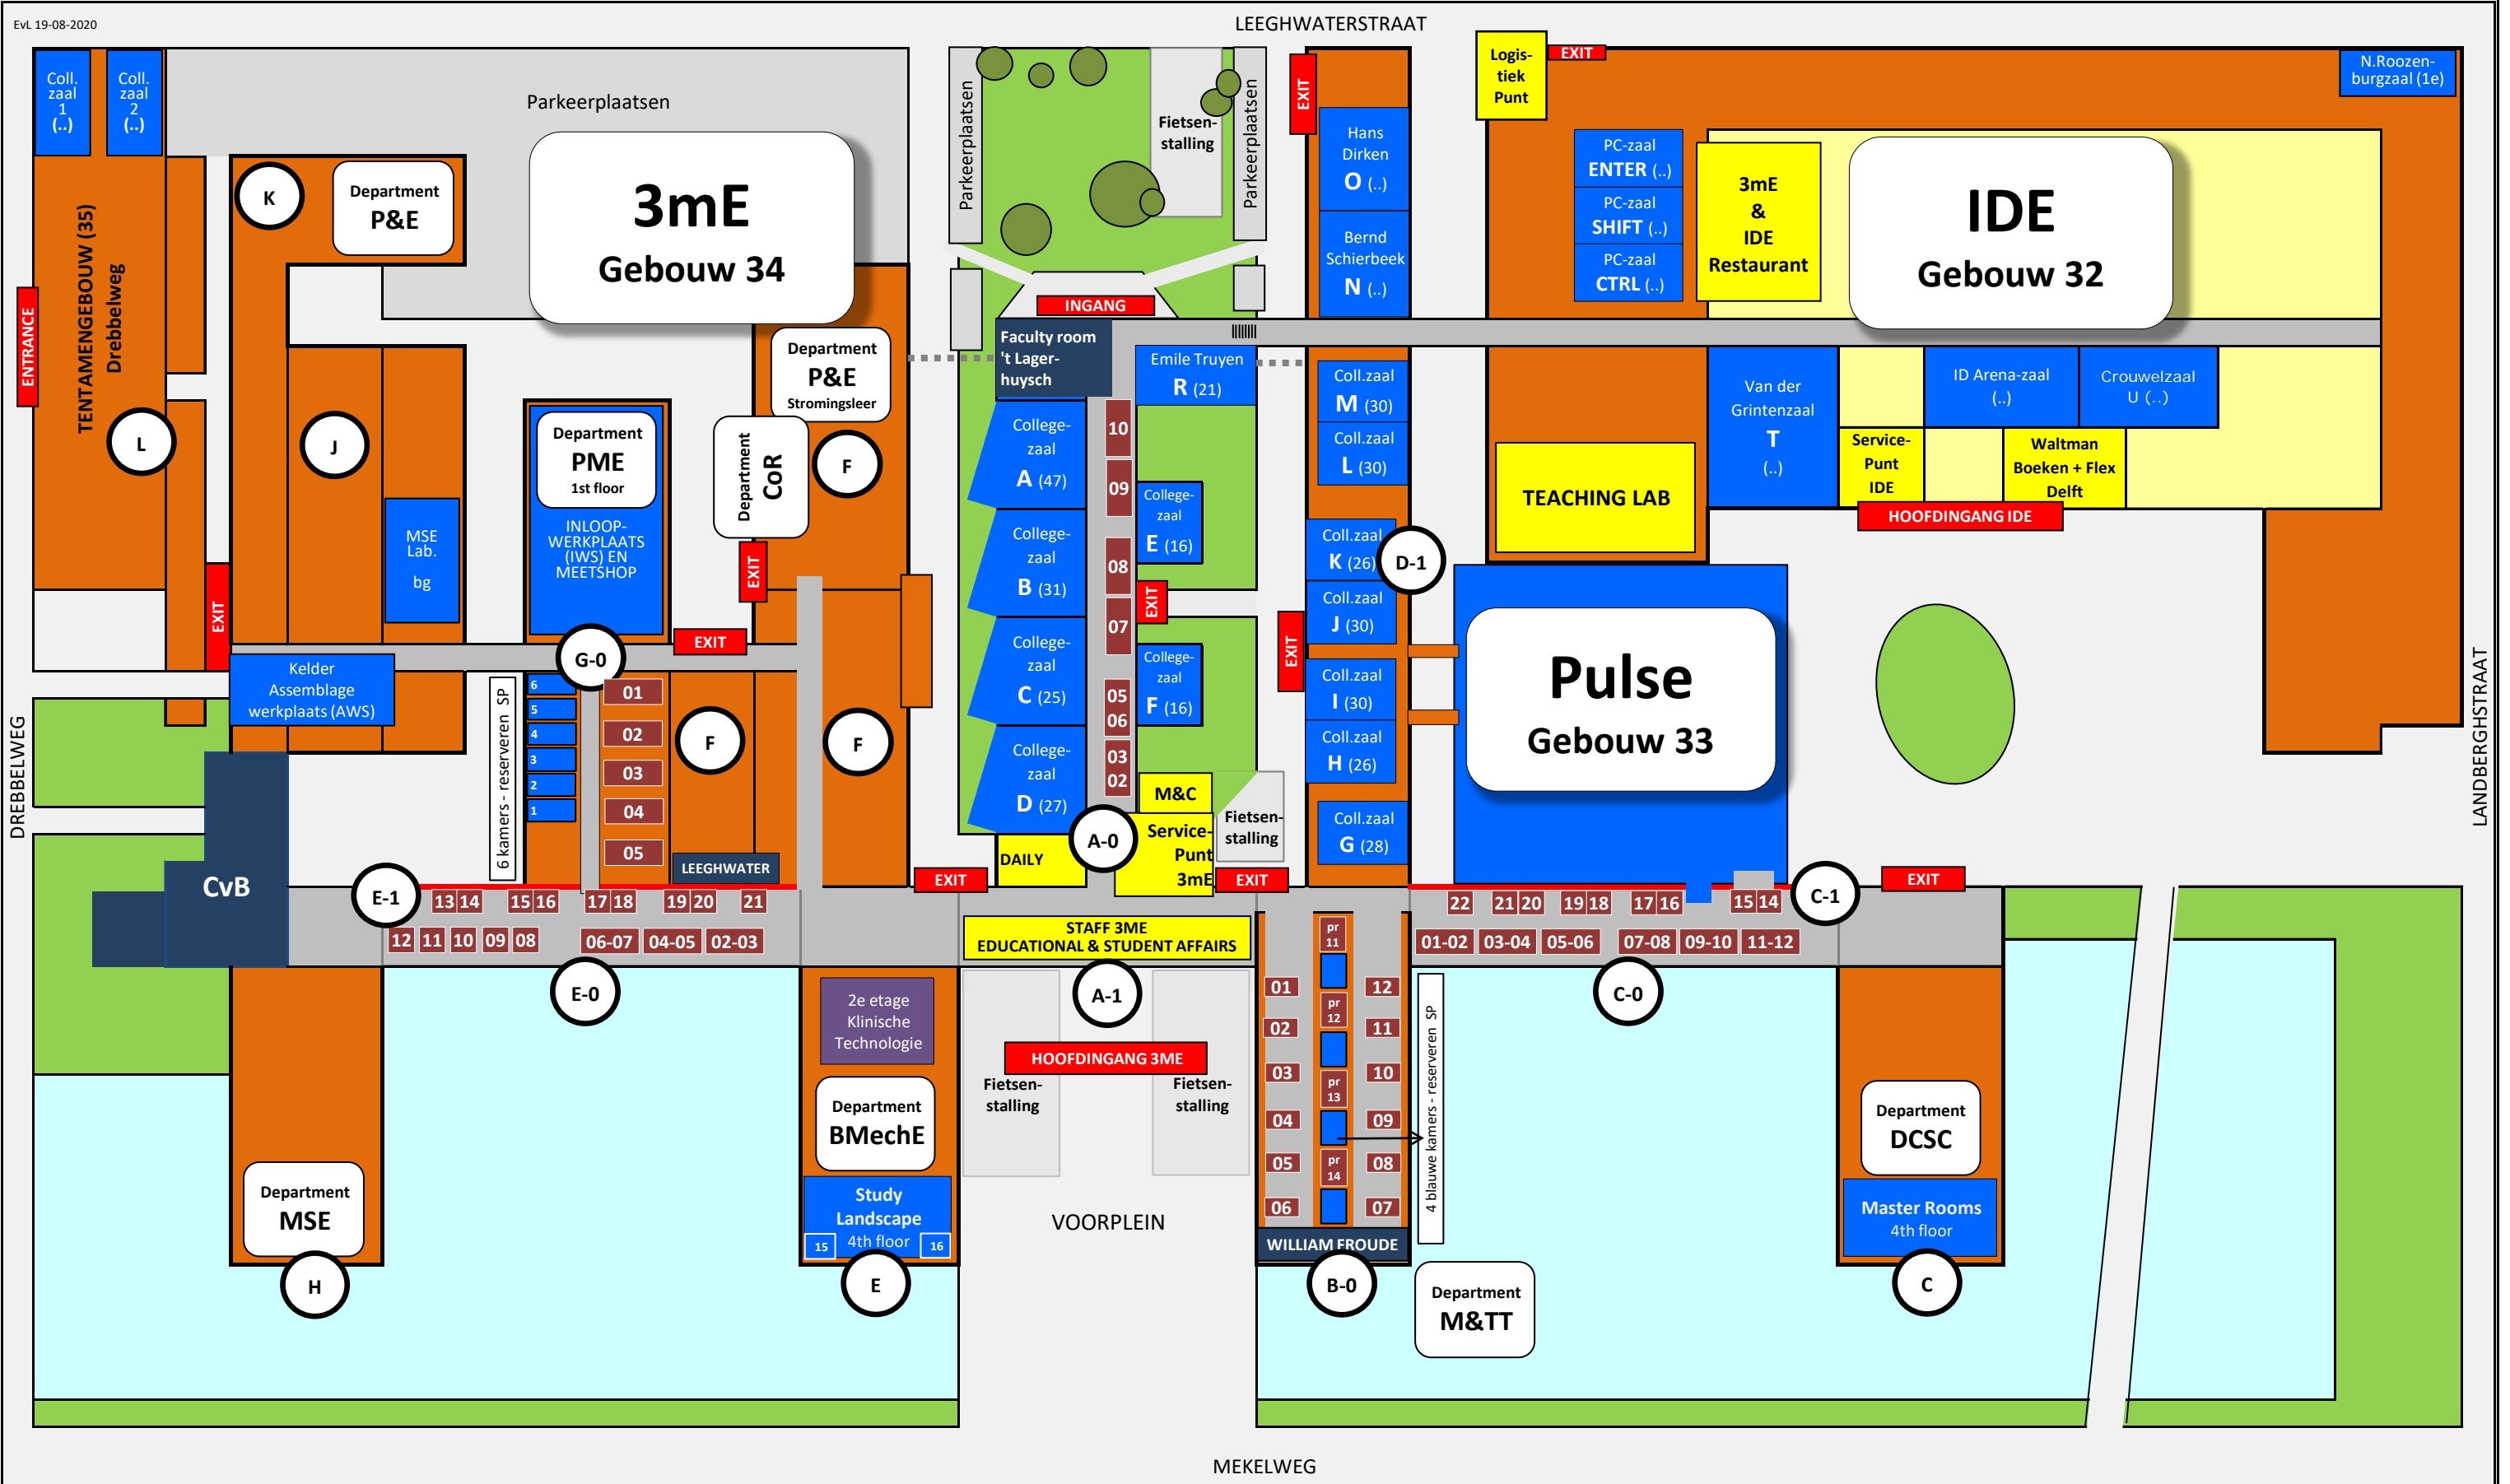 EvL 19-08-2020
LEEGHWATERSTRAAT
Coll.
zaal
1
(..)
Coll.
zaal
2
(..)
Parkeerplaatsen
TENTAMENGEBOUW (35)
Drebbelweg
ENTRANCE
L
K
Department
P&E
3mE
Gebouw 34
J
MSE
Lab.
bg
Department
PME
1st floor
INLOOP-
WERKPLAATS
(IWS) EN
MEETSHOP
Department
P&E
Stromingsleer
Department
CoR
F
EXIT
EXIT
EXIT
G-0
Kelder
Assemblage
werkplaats (AWS)
6 kamers - reserveren SP
6
5
4
3
2
1
01
02
03
04
05
F
F
LEEGHWATER
DREBBELWEG
CvB
E-1
13 14
15 16
17 18
19 20
21
12
11
10
09
08
06-07
04-05
02-03
E-0
Department
MSE
H
2e etage
Klinische
Technologie
Department
BMechE
Study
Landscape
4th floor
15
16
E
Parkeerplaatsen
Fietsen-
stalling
Parkeerplaatsen
INGANG
Faculty room
't Lager-
huysch
Emile Truyen
R (21)
College-
zaal
A (47)
College-
zaal
B (31)
College-
zaal
C (25)
College-
zaal
D (27)
10
09
08
07
05
06
03
02
College-
zaal
E (16)
EXIT
College-
zaal
F (16)
M&C
A-0
Service-
Punt
3mE
Fietsen-
stalling
DAILY
EXIT
EXIT
STAFF 3ME
EDUCATIONAL & STUDENT AFFAIRS
A-1
HOOFDINGANG 3ME
Fietsen-
stalling
Fietsen-
stalling
VOORPLEIN
EXIT
Hans
Dirken
O (..)
Bernd
Schierbeek
N (..)
Coll.zaal
M (30)
Coll.zaal
L (30)
Coll.zaal
K (26)
D-1
Coll.zaal
J (30)
EXIT
Coll.zaal
I (30)
Coll.zaal
H (26)
Coll.zaal
G (28)
pr
11
pr
12
pr
13
pr
14
01
02
03
04
05
06
12
11
10
09
08
07
WILLIAM FROUDE
B-0
4 blauwe kamers - reserveren SP
Department
M&TT
Logis-
tiek
Punt
EXIT
N.Roozen-
burgzaal (1e)
PC-zaal
ENTER (..)
PC-zaal
SHIFT (..)
PC-zaal
CTRL (..)
3mE
&
IDE
Restaurant
IDE
Gebouw 32
Van der
Grintenzaal
T
(..)
ID Arena-zaal
(..)
Crouwelzaal
U (..)
Service-
Punt
IDE
Waltman
Boeken + Flex
Delft
HOOFDINGANG IDE
TEACHING LAB
Pulse
Gebouw 33
LANDBERGHSTRAAT
22
21 20
19 18
17 16
15 14
C-1
EXIT
01-02
03-04
05-06
07-08
09-10
11-12
C-0
Department
DCSC
Master Rooms
4th floor
C
MEKELWEG